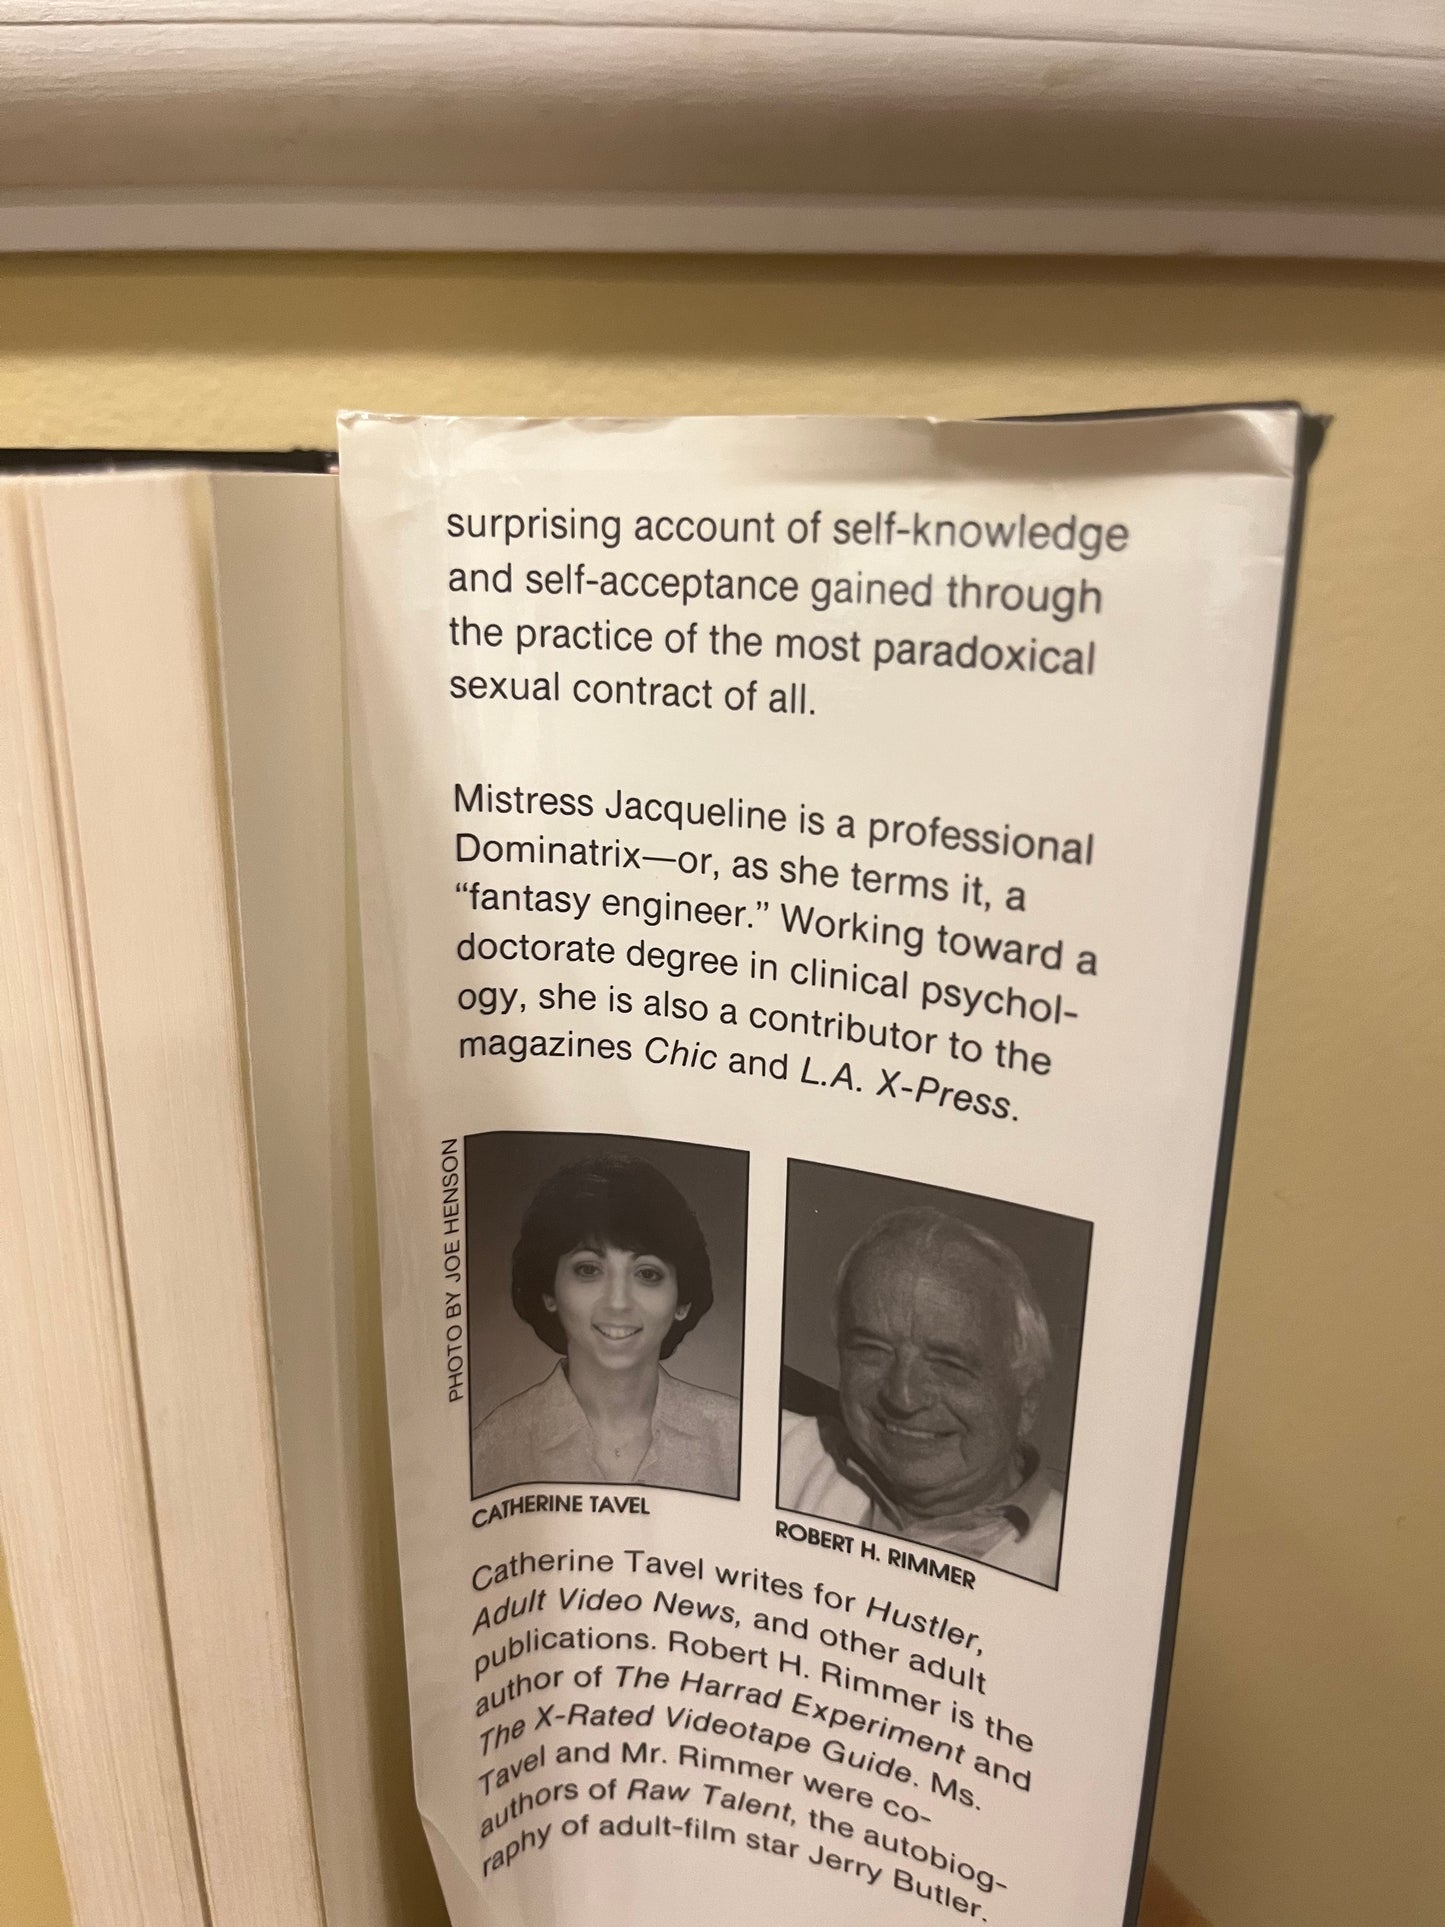 surprising account of self-knowledge
and self-acceptance gained through
the practice of the most paradoxical
sexual contract of all.
Mistress Jacqueline is a professional
Dominatrix—or, as she terms it, a
“fantasy engineer.” Working toward a
doctorate degree in clinical psychol-
ogy, she is also a contributor to the
magazines Chic and L.A. X-Press.
PHOTO BY JOE HENSON
CATHERINE TAVEL
ROBERT H. RIMMER
Catherine Tavel writes for Hustler,
Adult Video News, and other adult
publications. Robert H. Rimmer is the
author of The Harrad Experiment and
The X-Rated Videotape Guide. Ms.
Tavel and Mr. Rimmer were co-
authors of Raw Talent, the autobiog-
raphy of adult-film star Jerry Butler.